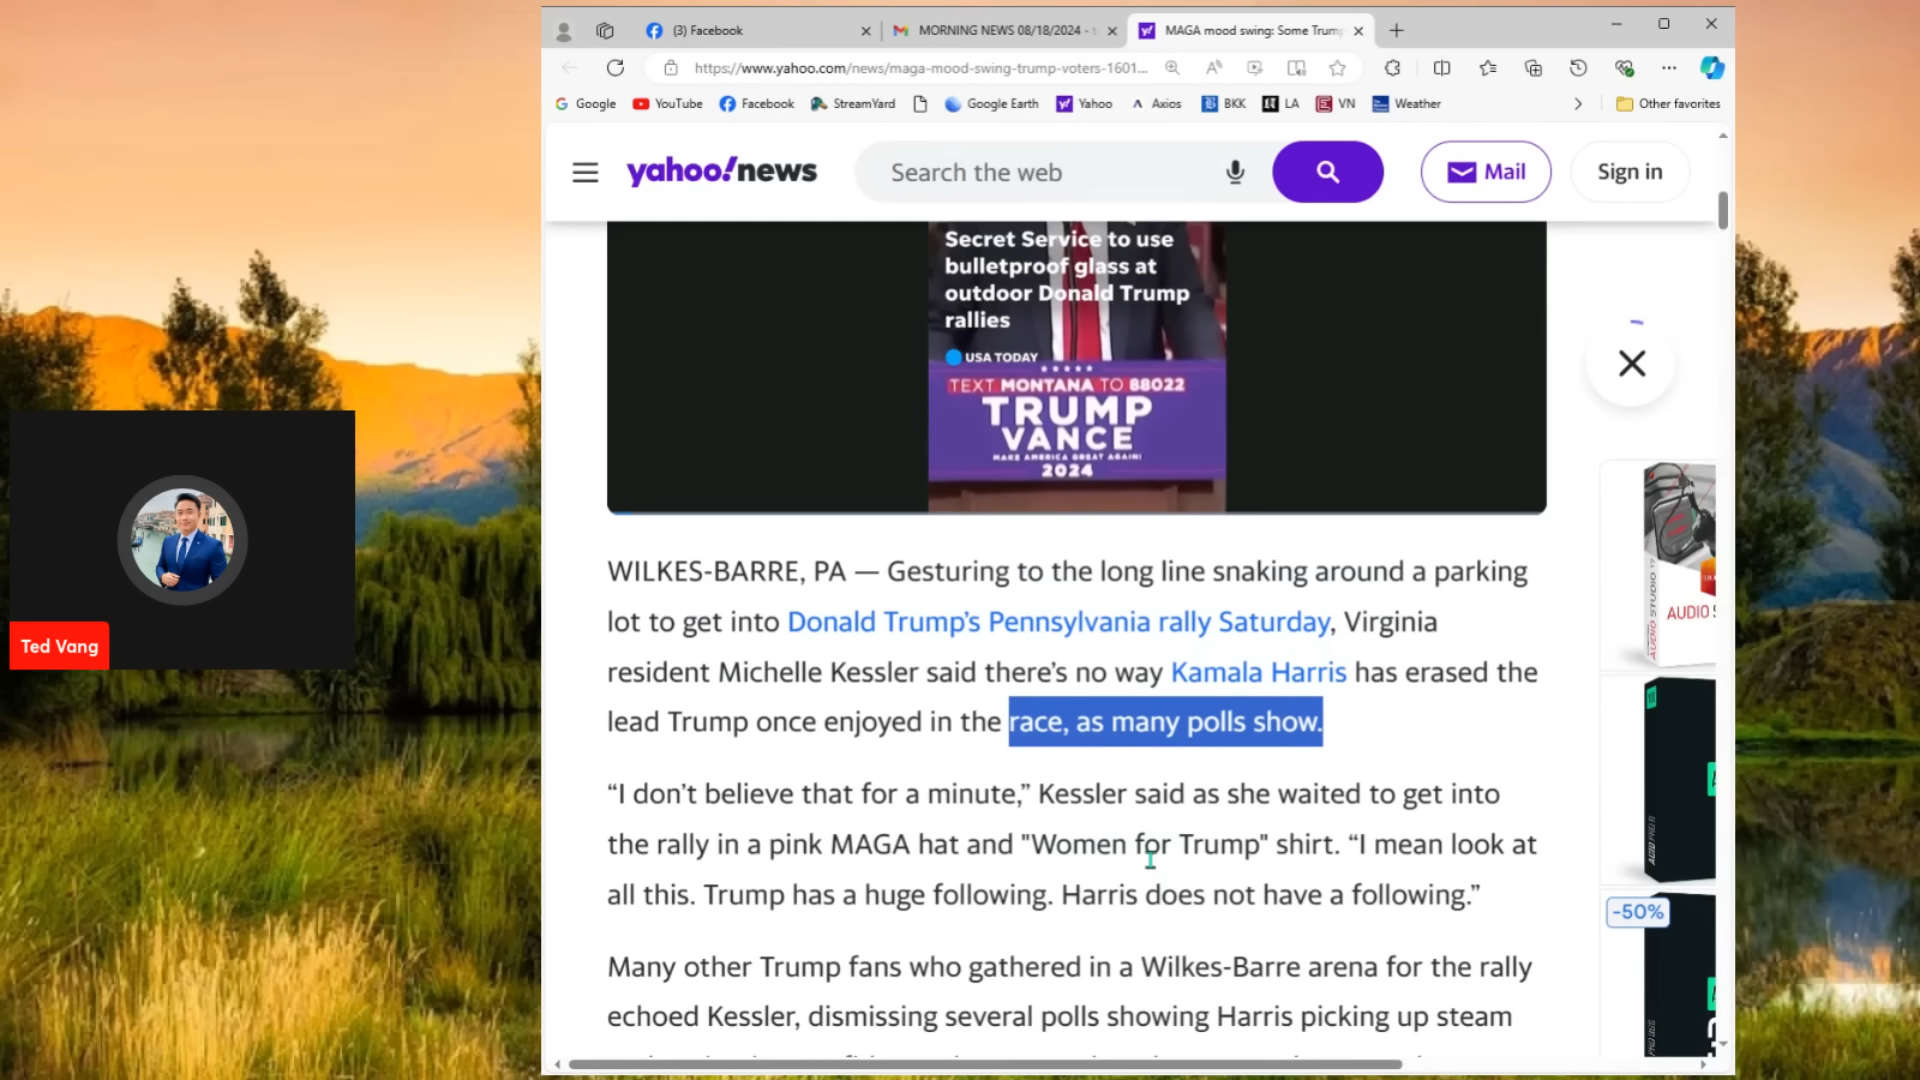 (3) Facebook
MORNING NEWS 08/18/2024 -
MAGA mood swing: Some Trump
https://www.yahoo.com/news/maga-mood-swing-trump-voters-1601...
Google YouTube Facebook StreamYard Google Earth Yahoo Axios BKK LA VN Weather Other favorites
yahoo!news
Search the web
Mail
Sign in
Secret Service to use
bulletproof glass at
outdoor Donald Trump
rallies
USA TODAY
TEXT MONTANA TO 88022
TRUMP
VANCE
MAKE AMERICA GREAT AGAIN!
2024
WILKES-BARRE, PA — Gesturing to the long line snaking around a parking
lot to get into Donald Trump’s Pennsylvania rally Saturday, Virginia
resident Michelle Kessler said there’s no way Kamala Harris has erased the
lead Trump once enjoyed in the race, as many polls show.
“I don’t believe that for a minute,” Kessler said as she waited to get into
the rally in a pink MAGA hat and "Women for Trump" shirt. “I mean look at
all this. Trump has a huge following. Harris does not have a following.”
Many other Trump fans who gathered in a Wilkes-Barre arena for the rally
echoed Kessler, dismissing several polls showing Harris picking up steam
AUDIO S
-50%
Ted Vang